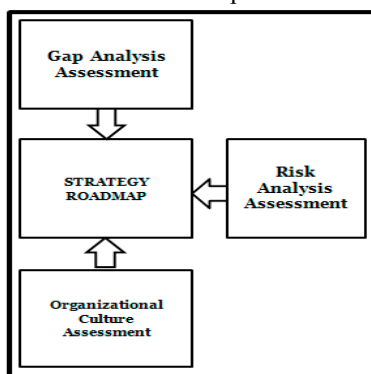 Gap Analysis
Assessment
STRATEGY
ROADMAP
Risk
Analysis
Assessment
Organizational
Culture
Assessment